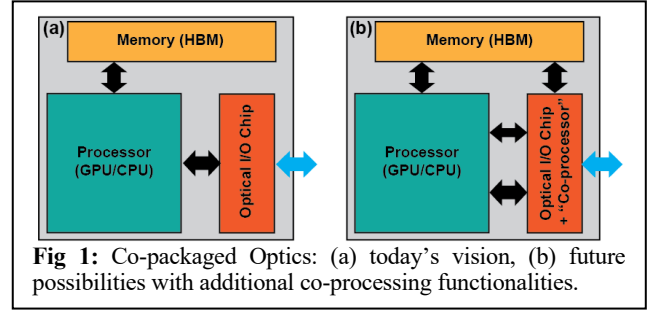 (a)
Memory (HBM)
Processor
(GPU/CPU)
Optical I/O Chip
(b)
Memory (HBM)
Processor
(GPU/CPU)
Optical I/O Chip
+ “Co-processor”
Fig 1: Co-packaged Optics: (a) today’s vision, (b) future
possibilities with additional co-processing functionalities.